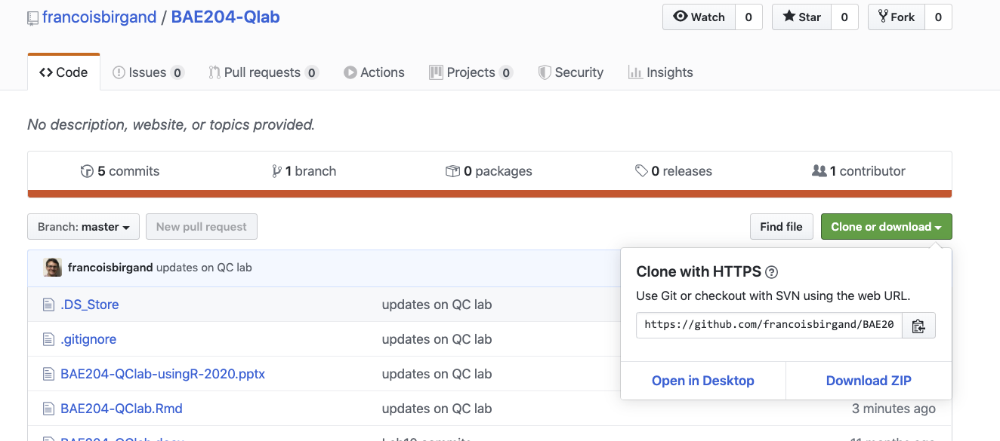 francoisbirgand / BAE204-Qlab
Watch 0 Star 0 Fork 0
Code Issues 0 Pull requests 0 Actions Projects 0 Security Insights
No description, website, or topics provided.
5 commits 1 branch 0 packages 0 releases 1 contributor
Branch: master New pull request Find file Clone or download
francoisbirgand updates on QC lab
Clone with HTTPS ?
Use Git or checkout with SVN using the web URL.
https://github.com/francoisbirgand/BAE20
Open in Desktop Download ZIP
.DS_Store updates on QC lab
.gitignore updates on QC lab
BAE204-QClab-usingR-2020.pptx updates on QC lab
BAE204-QClab.Rmd updates on QC lab 3 minutes ago